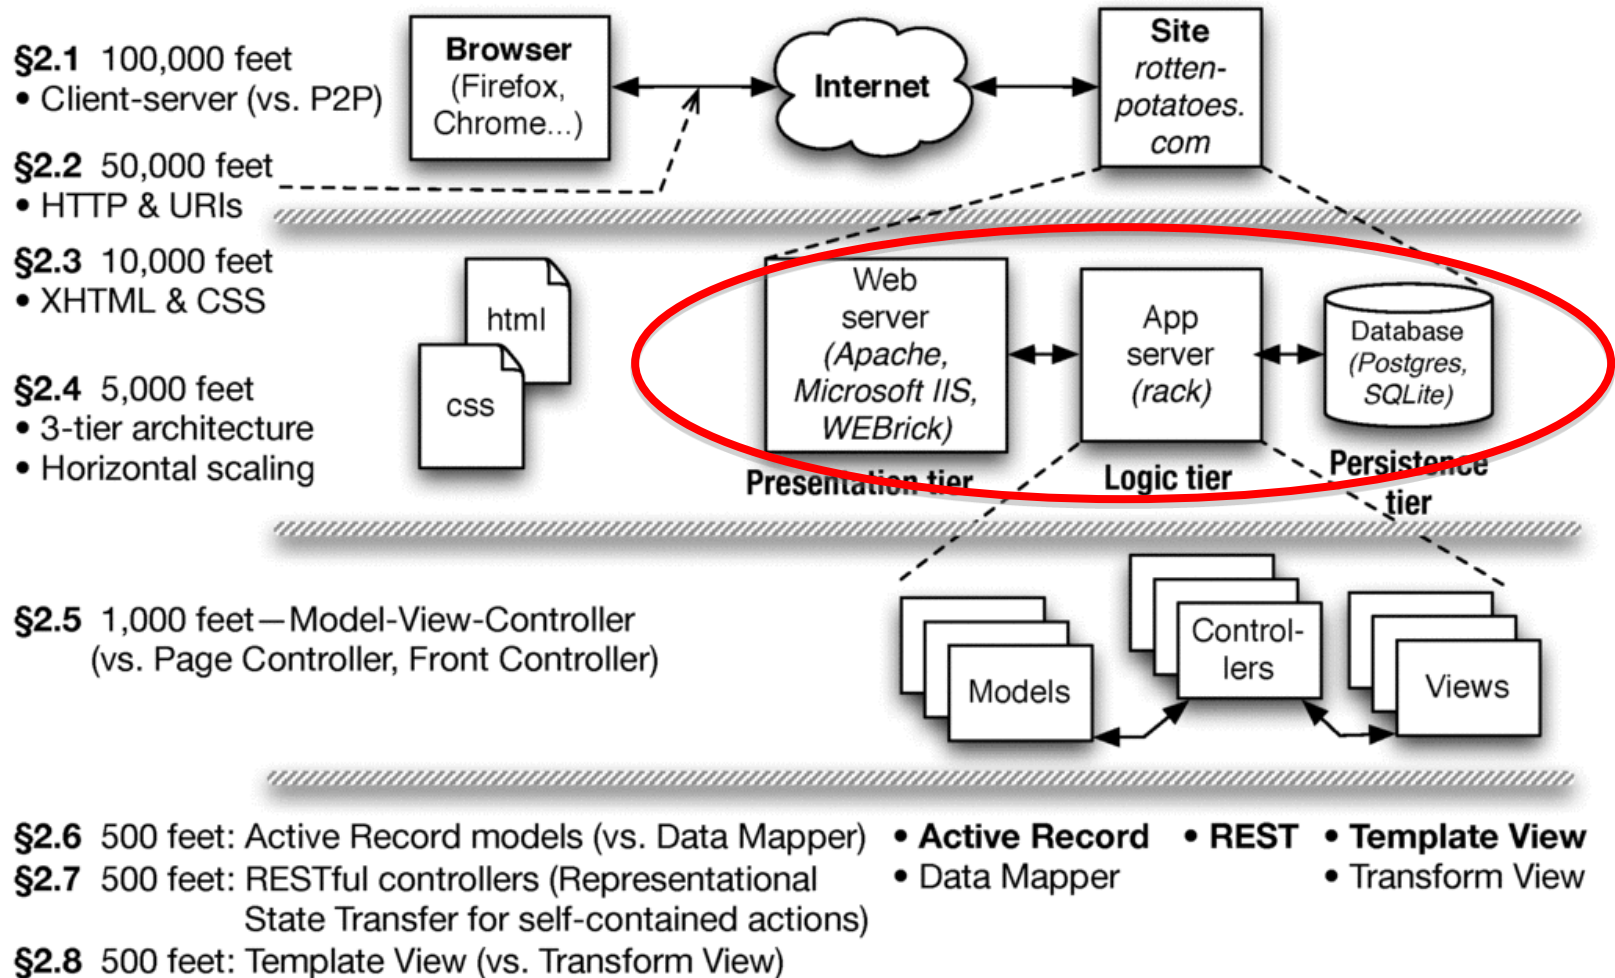 §2.1 100,000 feet
• Client-server (vs. P2P)
§2.2 50,000 feet
• HTTP & URIs
Browser
(Firefox,
Chrome...)
Internet
Site
rotten-
potatoes.
com
§2.3 10,000 feet
• XHTML & CSS
§2.4 5,000 feet
• 3-tier architecture
• Horizontal scaling
html
css
Web
server
(Apache,
Microsoft IIS,
WEBrick)
Presentation tier
App
server
(rack)
Logic tier
Database
(Postgres,
SQLite)
Persistence
tier
§2.5 1,000 feet—Model-View-Controller
(vs. Page Controller, Front Controller)
Models
Control-
lers
Views
§2.6 500 feet: Active Record models (vs. Data Mapper)
§2.7 500 feet: RESTful controllers (Representational
State Transfer for self-contained actions)
§2.8 500 feet: Template View (vs. Transform View)
• Active Record
• Data Mapper
• REST
• Template View
• Transform View